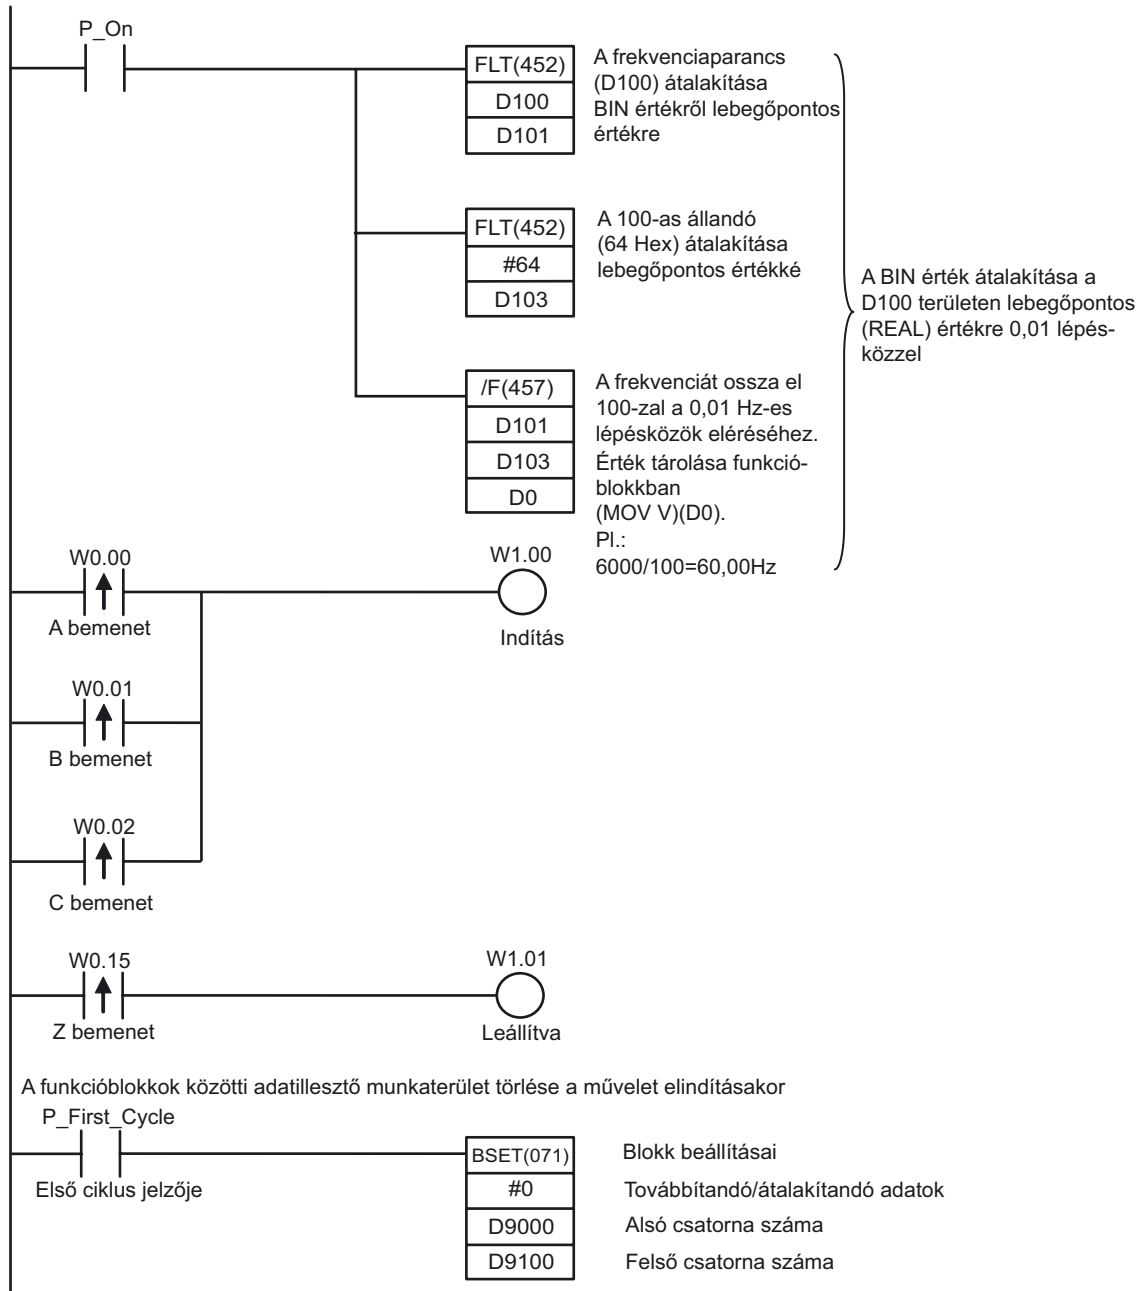 P_On
FLT(452)
D100
D101
A frekvenciaparancs
(D100) átalakítása
BIN értékről lebegőpontos
értékre
FLT(452)
#64
D103
A 100-as állandó
(64 Hex) átalakítása
lebegőpontos értékké
A BIN érték átalakítása a
D100 területen lebegőpontos
(REAL) értékre 0,01 lépés-
közzel
/F(457)
D101
D103
D0
A frekvenciát ossza el
100-zal a 0,01 Hz-es
lépésközök eléréséhez.
Érték tárolása funkció-
blokkban
(MOV V)(D0).
Pl.:
6000/100=60,00Hz
W0.00
A bemenet
W1.00
Indítás
W0.01
B bemenet
W0.02
C bemenet
W0.15
Z bemenet
W1.01
Leállítva
A funkcióblokkok közötti adatillesztő munkaterület törlése a művelet elindításakor
P_First_Cycle
Első ciklus jelzője
BSET(071)
#0
D9000
D9100
Blokk beállításai
Továbbítandó/átalakítandó adatok
Alsó csatorna száma
Felső csatorna száma